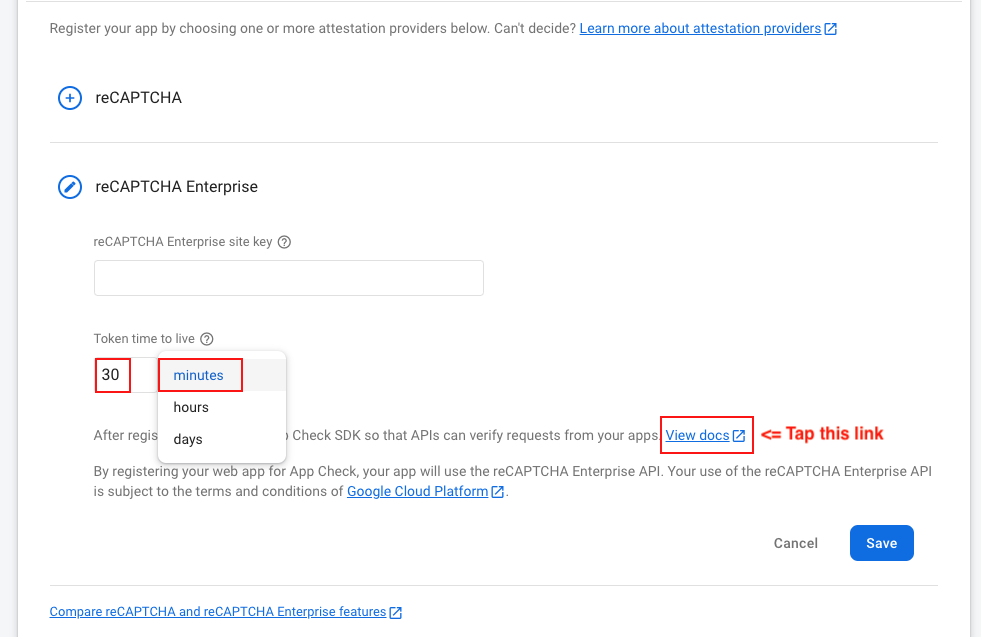 Register your app by choosing one or more attestation providers below. Can't decide? Learn more about attestation providers
reCAPTCHA
reCAPTCHA Enterprise
reCAPTCHA Enterprise site key
Token time to live
30
minutes
hours
days
After regis Check SDK so that APIs can verify requests from your apps. View docs <= Tap this link
By registering your web app for App Check, your app will use the reCAPTCHA Enterprise API. Your use of the reCAPTCHA Enterprise API
is subject to the terms and conditions of Google Cloud Platform.
Cancel
Save
Compare reCAPTCHA and reCAPTCHA Enterprise features